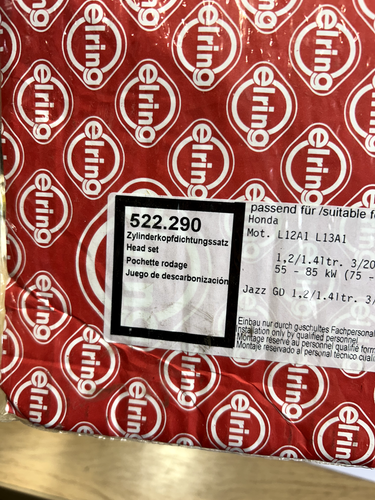 elring
522.290
Zylinderkopfdichtungssatz
Head set
Pochette rodage
Juego de descarbonización
passend für /suitable f
Honda
Mot. L12A1 L13A1
1.2/1.4ltr. 3/20
55 - 85 kW (75 -
Jazz GD 1.2/1.4ltr. 3/
Einbau nur durch geschultes Fachpersonal
Installation only by qualified personnel
Montage réservé au personnel qualifié
Montaje reservado al personal técnico